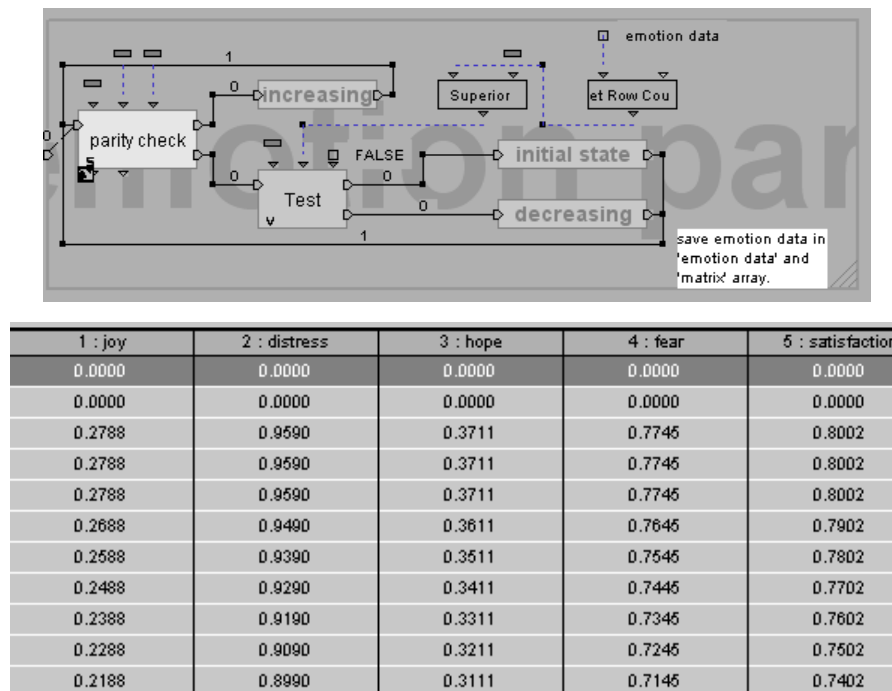 emotion data
1
0
increasing
Superior
et Row Cou
emotion par
0
parity check
S
FALSE
initial state
0
0
Test
V
0
decreasing
1
save emotion data in
'emotion data' and
'matrix' array.
1 : joy 2 : distress 3 : hope 4 : fear 5 : satisfaction
0.0000 0.0000 0.0000 0.0000 0.0000
0.0000 0.0000 0.0000 0.0000 0.0000
0.2788 0.9590 0.3711 0.7745 0.8002
0.2788 0.9590 0.3711 0.7745 0.8002
0.2788 0.9590 0.3711 0.7745 0.8002
0.2688 0.9490 0.3611 0.7645 0.7902
0.2588 0.9390 0.3511 0.7545 0.7802
0.2488 0.9290 0.3411 0.7445 0.7702
0.2388 0.9190 0.3311 0.7345 0.7602
0.2288 0.9090 0.3211 0.7245 0.7502
0.2188 0.8990 0.3111 0.7145 0.7402